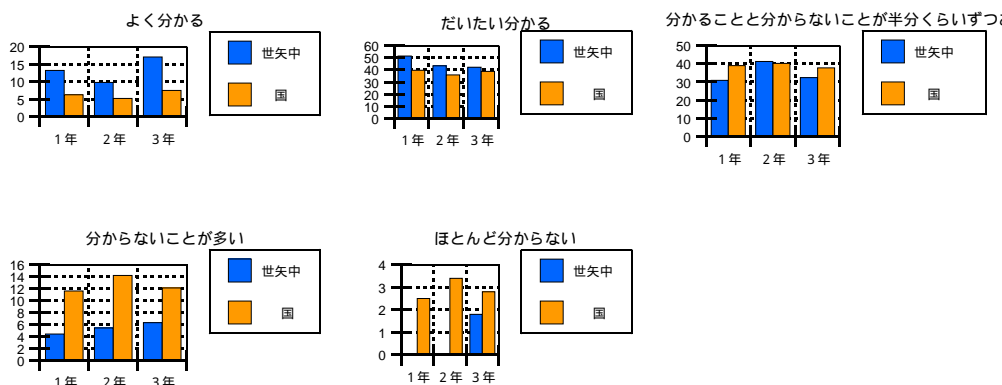 よく分かる
20
15
10
5
0
1年 2年 3年
世矢中
国
だいたい分かる
60
50
40
30
20
10
0
1年 2年 3年
世矢中
国
分かることと分からないことが半分くらいずつ
50
40
30
20
10
0
1年 2年 3年
世矢中
国
分からないことが多い
16
14
12
10
8
6
4
2
0
1年 2年 3年
世矢中
国
ほとんど分からない
4
3
2
1
0
1年 2年 3年
世矢中
国